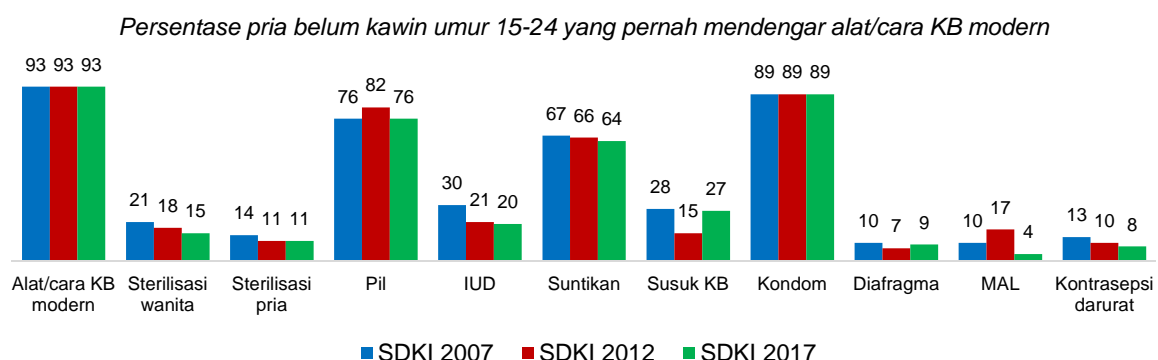 Persentase pria belum kawin umur 15-24 yang pernah mendengar alat/cara KB modern
93 93 93
21 18 15
14 11 11
76 82 76
30 21 20
67 66 64
28 15 27
89 89 89
10 7 9
10 17 4
13 10 8
Alat/cara KB
modern
Sterilisasi
wanita
Sterilisasi
pria
Pil
IUD
Suntikan
Susuk KB
Kondom
Diafragma
MAL
Kontrasepsi
darurat
SDKI 2007 SDKI 2012 SDKI 2017